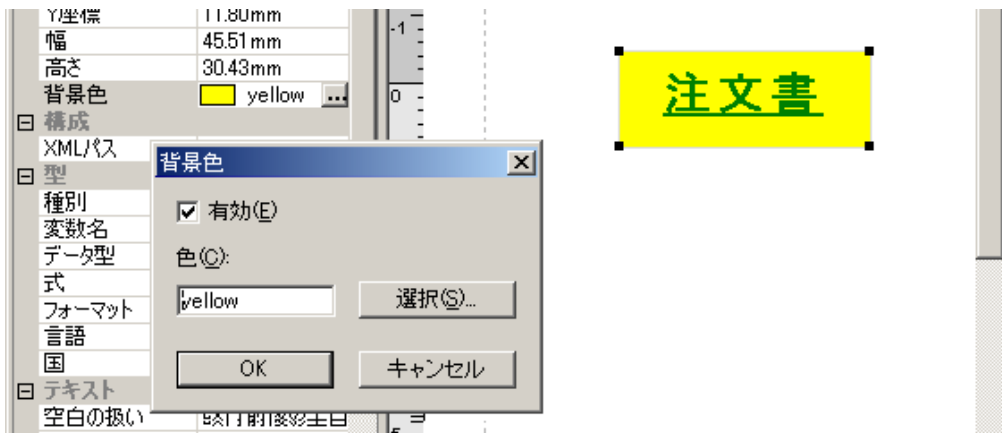 Y座標 11.80mm
幅 45.51mm
高さ 30.43mm
背景色 yellow ...
構成
XMLパス
型
種別
変数名
データ型
式
フォーマット
言語
国
テキスト
空白の扱い
背景色
有効(E)
色(C):
yellow 選択(S)...
OK キャンセル
-1
0
注文書